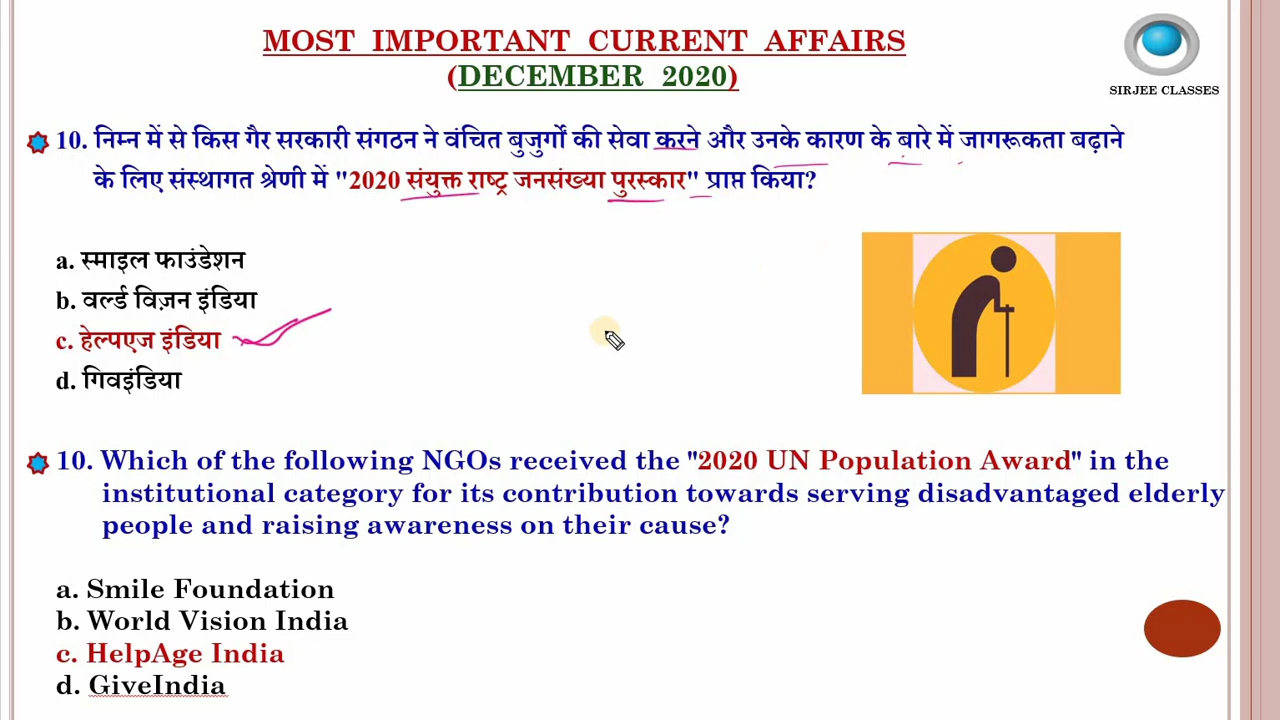 MOST IMPORTANT CURRENT AFFAIRS
(DECEMBER 2020)
SIRJEE CLASSES
10. निम्न में से किस गैर सरकारी संगठन ने वंचित बुजुर्गों की सेवा करने और उनके कारण के बारे में जागरूकता बढ़ाने
के लिए संस्थागत श्रेणी में "2020 संयुक्त राष्ट्र जनसंख्या पुरस्कार" प्राप्त किया?
a. स्माइल फाउंडेशन
b. वर्ल्ड विज़न इंडिया
c. हेल्पएज इंडिया
d. गिवइंडिया
10. Which of the following NGOs received the "2020 UN Population Award" in the
institutional category for its contribution towards serving disadvantaged elderly
people and raising awareness on their cause?
a. Smile Foundation
b. World Vision India
c. HelpAge India
d. GiveIndia